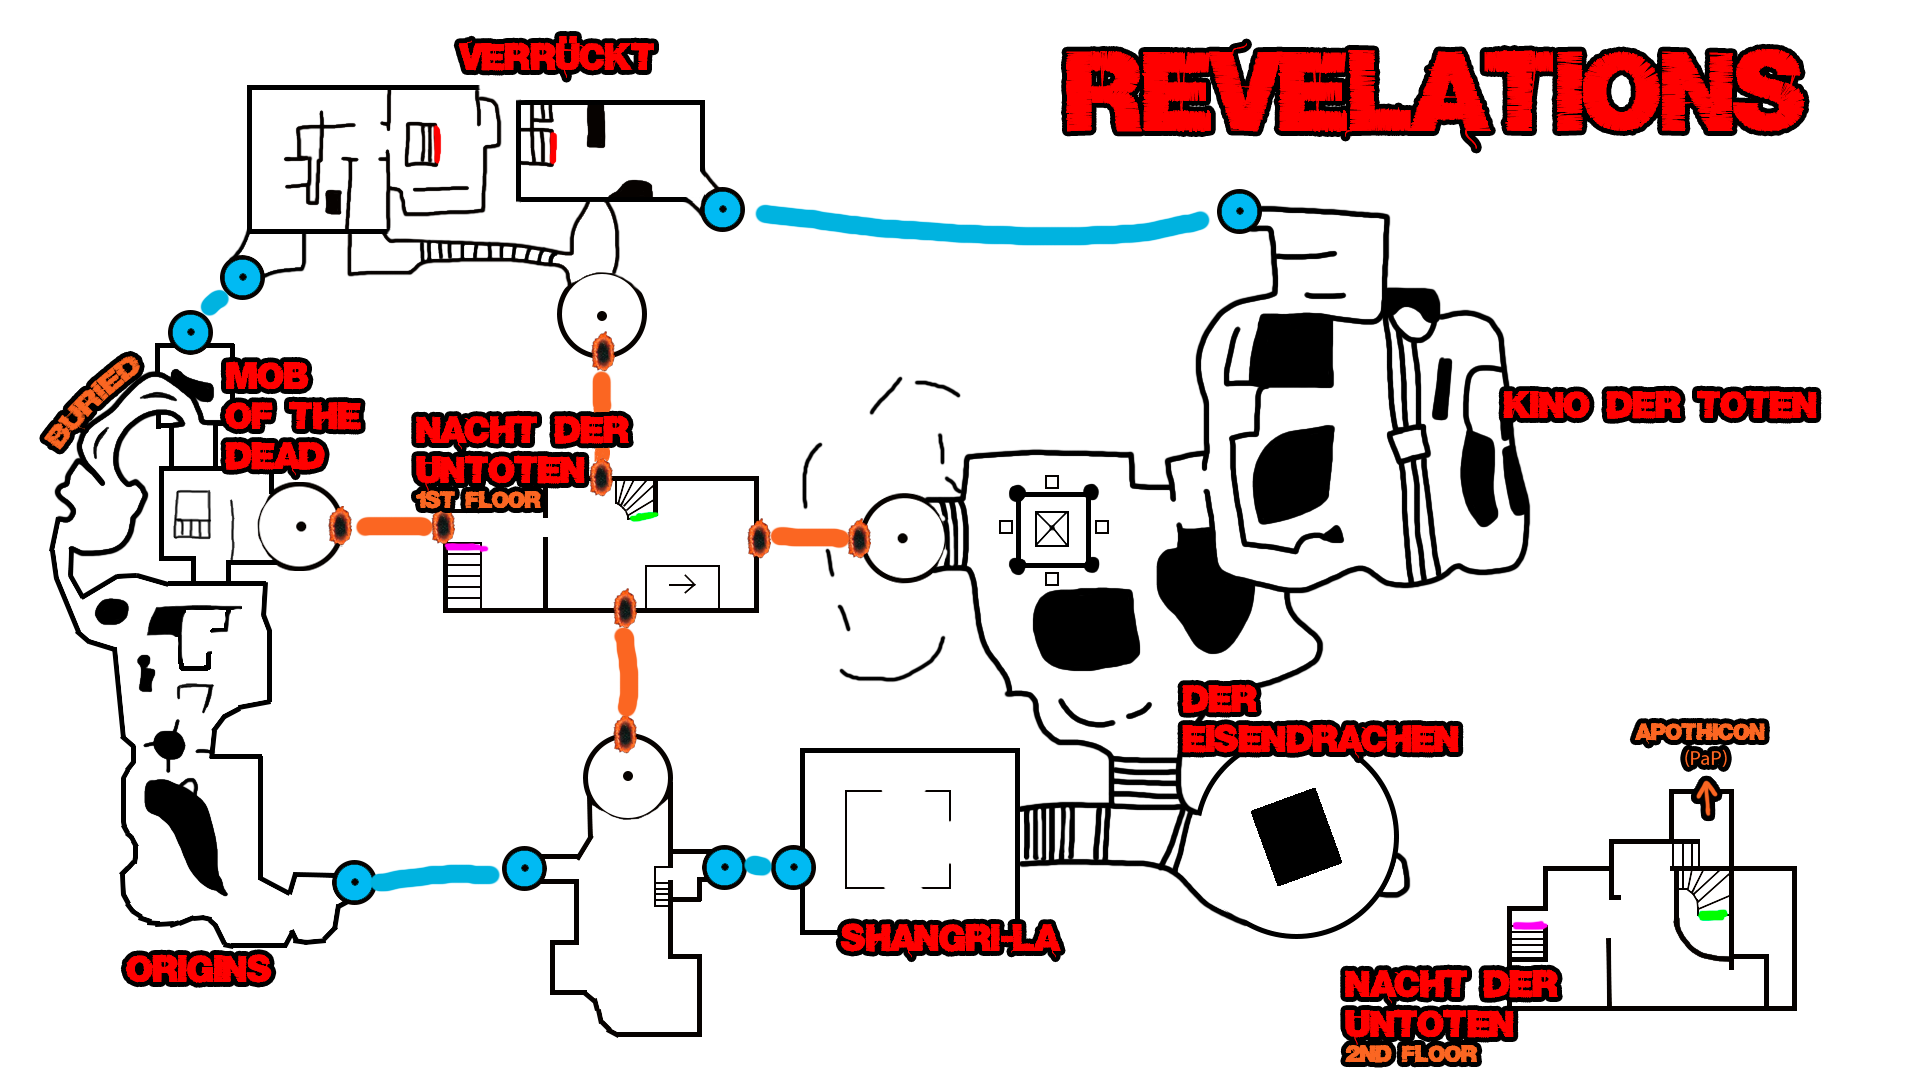 REVELATIONS
VERRÜCKT
BURIED
MOB
OF THE
DEAD
NACHT DER
UNTOTEN
1ST FLOOR
KINO DER TOTEN
DER
EISENDRACHEN
APOTHICON
(PaP)
SHANGRI-LA
ORIGINS
NACHT DER
UNTOTEN
2ND FLOOR